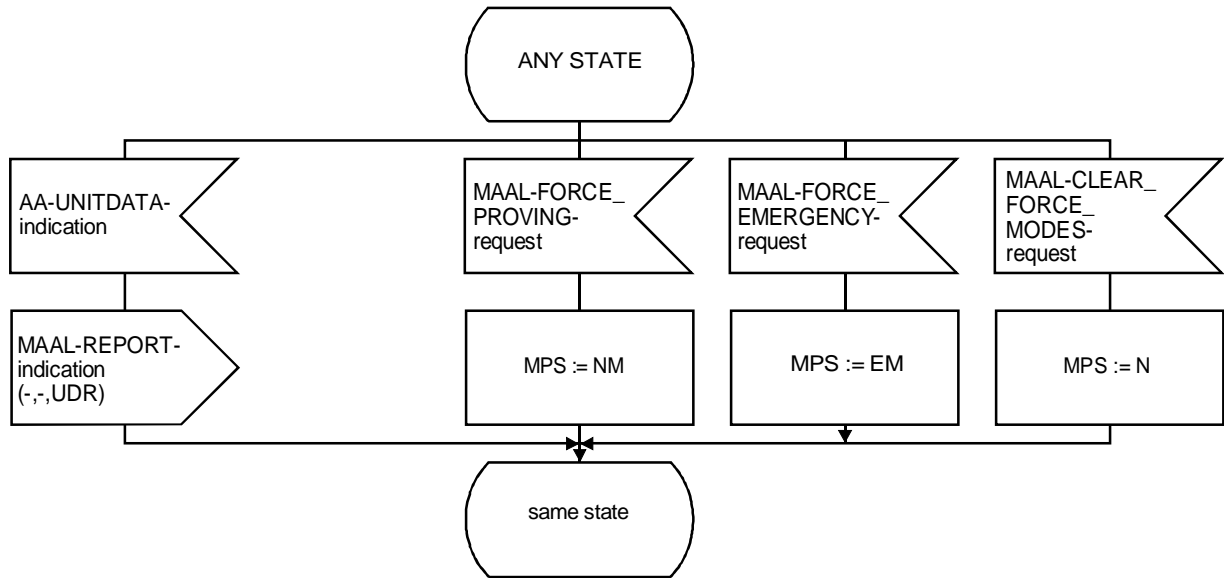 ANY STATE
AA-UNITDATA-
indication
MAAL-FORCE_
PROVING-
request
MAAL-FORCE_
EMERGENCY-
request
MAAL-CLEAR_
FORCE_
MODES-
request
MAAL-REPORT-
indication
(-,-,UDR)
MPS := NM
MPS := EM
MPS := N
same state